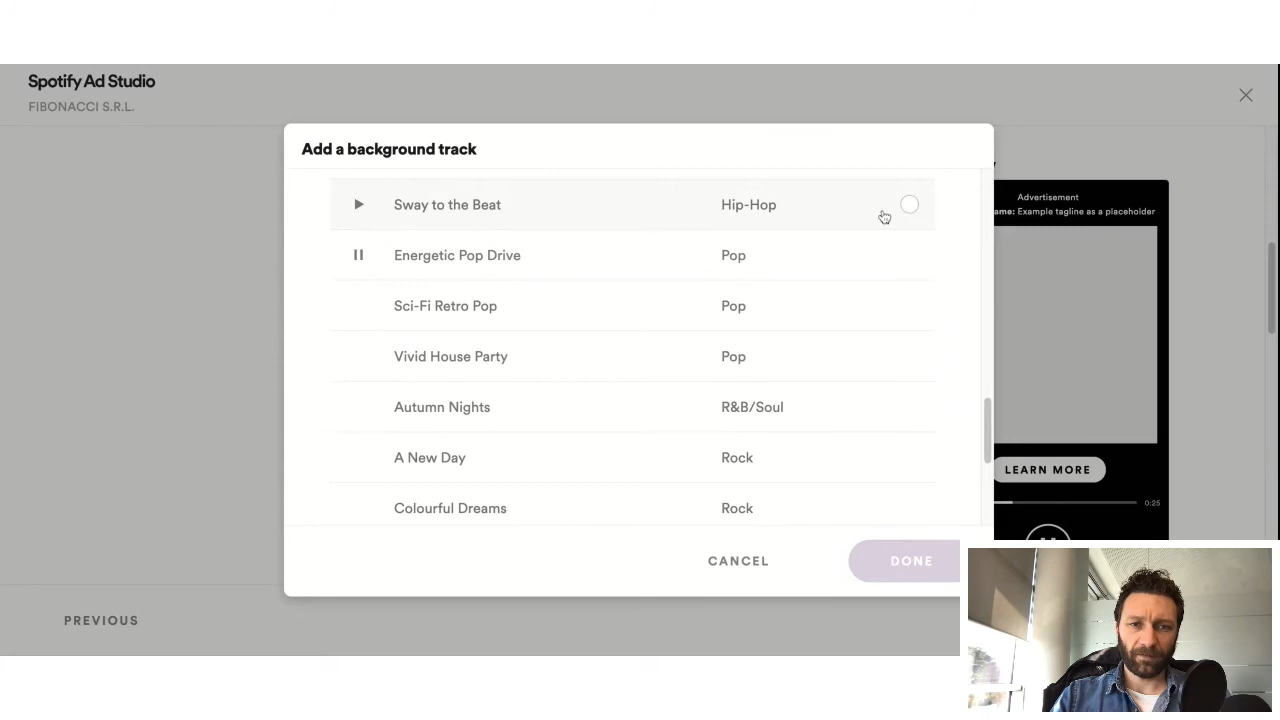 Spotify Ad Studio
FIBONACCI S.R.L.
Add a background track
Sway to the Beat Hip-Hop
Energetic Pop Drive Pop
Sci-Fi Retro Pop Pop
Vivid House Party Pop
Autumn Nights R&B/Soul
A New Day Rock
Colourful Dreams Rock
CANCEL DONE
PREVIOUS
Advertisement
ame: Example tagline as a placeholder
LEARN MORE
0:25